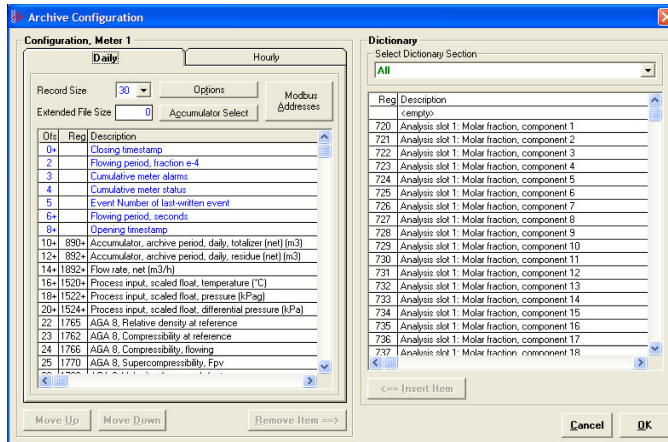 Archive Configuration
Configuration, Meter 1
Daily
Hourly
Record Size
30
Options
Modbus
Addresses
Extended File Size
0
Accumulator Select
Ofs Reg Description
0+ Closing timestamp
2 Flowing period, fraction e-4
3 Cumulative meter alarms
4 Cumulative meter status
5 Event Number of last-written event
6+ Flowing period, seconds
8+ Opening timestamp
10+ 890+ Accumulator, archive period, daily, totalizer (net) (m3)
12+ 892+ Accumulator, archive period, daily, residue (net) (m3)
14+ 1892+ Flow rate, net (m3/h)
16+ 1520+ Process input, scaled float, temperature (°C)
18+ 1522+ Process input, scaled float, pressure (kPag)
20+ 1524+ Process input, scaled float, differential pressure (kPa)
22 1765 AGA 8, Relative density at reference
23 1762 AGA 8, Compressibility at reference
24 1766 AGA 8, Compressibility, flowing
25 1770 AGA 8, Supercompressibility, Fpv
Move Up
Move Down
Remove Item ==>
Dictionary
Select Dictionary Section
All
Reg Description
<empty>
720 Analysis slot 1: Molar fraction, component 1
721 Analysis slot 1: Molar fraction, component 2
722 Analysis slot 1: Molar fraction, component 3
723 Analysis slot 1: Molar fraction, component 4
724 Analysis slot 1: Molar fraction, component 5
725 Analysis slot 1: Molar fraction, component 6
726 Analysis slot 1: Molar fraction, component 7
727 Analysis slot 1: Molar fraction, component 8
728 Analysis slot 1: Molar fraction, component 9
729 Analysis slot 1: Molar fraction, component 10
730 Analysis slot 1: Molar fraction, component 11
731 Analysis slot 1: Molar fraction, component 12
732 Analysis slot 1: Molar fraction, component 13
733 Analysis slot 1: Molar fraction, component 14
734 Analysis slot 1: Molar fraction, component 15
735 Analysis slot 1: Molar fraction, component 16
736 Analysis slot 1: Molar fraction, component 17
737 Analysis slot 1: Molar fraction, component 18
<== Insert Item
Cancel
OK